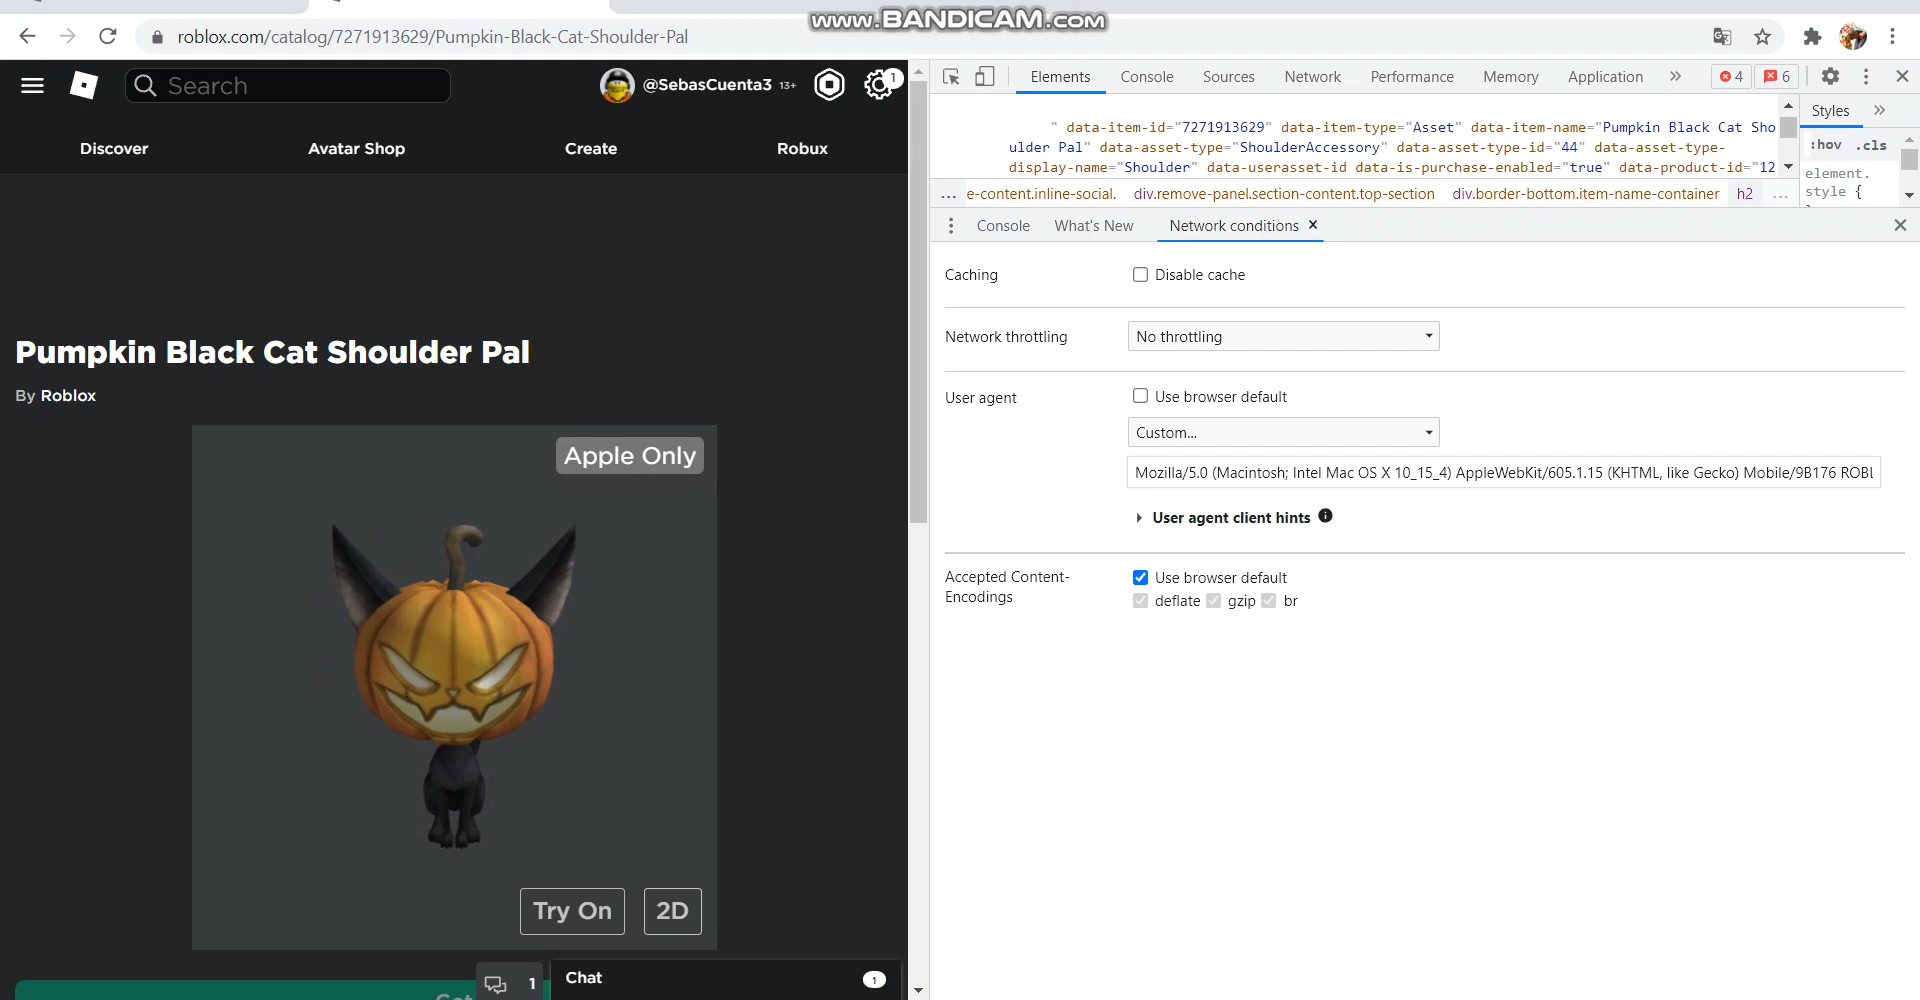 www.BANDICAM.com
roblox.com/catalog/7271913629/Pumpkin-Black-Cat-Shoulder-Pal
Search
@SebasCuenta3 13+
1
Discover
Avatar Shop
Create
Robux
Pumpkin Black Cat Shoulder Pal
By Roblox
Apple Only
Try On
2D
1
Chat
1
Elements
Console
Sources
Network
Performance
Memory
Application
»
4
6
" data-item-id="7271913629" data-item-type="Asset" data-item-name="Pumpkin Black Cat Sho
ulder Pal" data-asset-type="ShoulderAccessory" data-asset-type-id="44" data-asset-type-
display-name="Shoulder" data-userasset-id data-is-purchase-enabled="true" data-product-id="12
... e-content.inline-social. div.remove-panel.section-content.top-section div.border-bottom.item-name-container h2 ...
Styles »
:hov .cls
element.
style {
Console
What's New
Network conditions
Caching
Disable cache
Network throttling
No throttling
User agent
Use browser default
Custom...
Mozilla/5.0 (Macintosh; Intel Mac OS X 10_15_4) AppleWebKit/605.1.15 (KHTML, like Gecko) Mobile/9B176 ROBL
User agent client hints
Accepted Content-
Encodings
Use browser default
deflate gzip br